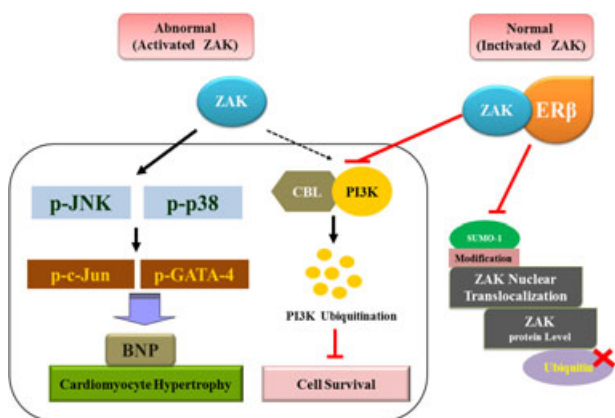 Abnormal
(Activated ZAK)
Normal
(Inctivated ZAK)
ZAK
ZAK
ERβ
p-JNK
p-p38
CBL
PI3K
p-c-Jun
p-GATA-4
PI3K Ubiquitination
BNP
Cardiomyocyte Hypertrophy
Cell Survival
SUMO-1
Modification
ZAK Nuclear
Translocalization
ZAK
protein Level
Ubiquitin